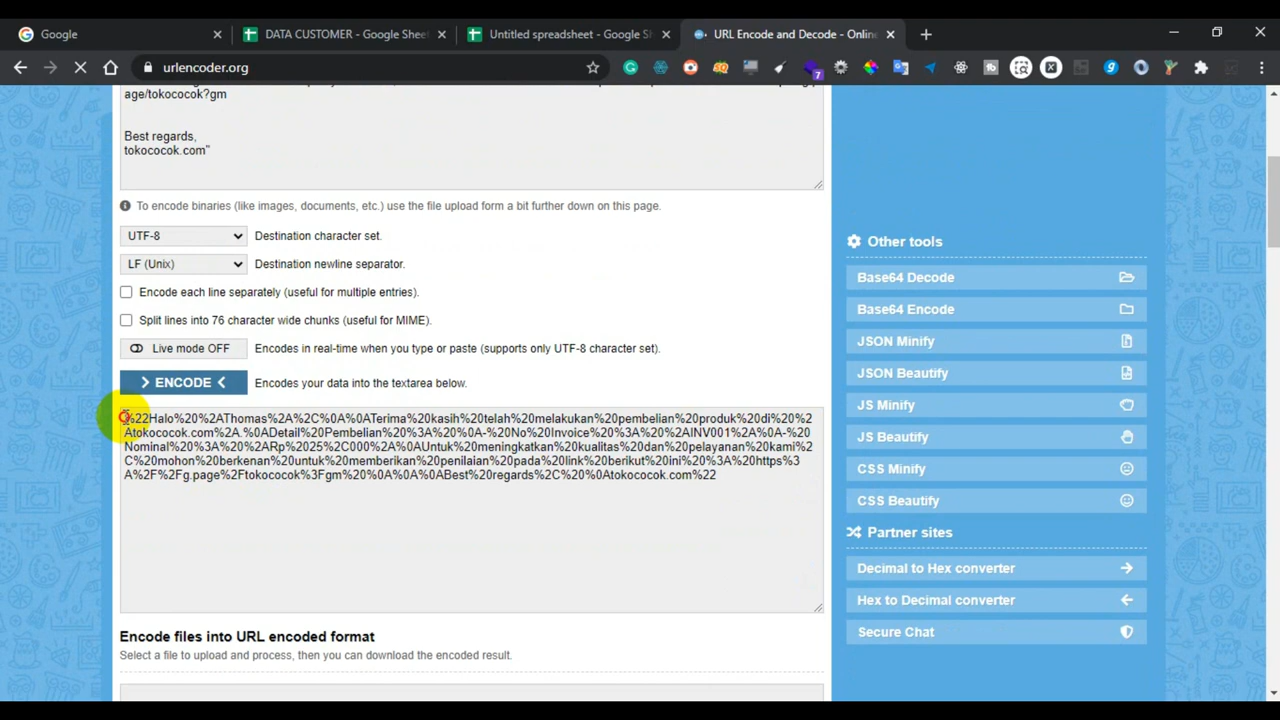 Google
DATA CUSTOMER - Google Sheet
Untitled spreadsheet - Google Sh
URL Encode and Decode - Online
urlencoder.org
7
age/tokococok?gm
Best regards,
tokococok.com"
To encode binaries (like images, documents, etc.) use the file upload form a bit further down on this page.
UTF-8 Destination character set.
LF (Unix) Destination newline separator.
Encode each line separately (useful for multiple entries).
Split lines into 76 character wide chunks (useful for MIME).
Live mode OFF Encodes in real-time when you type or paste (supports only UTF-8 character set).
ENCODE Encodes your data into the textarea below.
%22Halo%20%2AThomas%2A%2C%0A%0ATerima%20kasih%20telah%20melakukan%20pembelian%20produk%20di%20%2
Atokococok.com%2A.%0ADetail%20Pembelian%20%3A%20%0A-%20No%20Invoice%20%3A%20%2AINV001%2A%0A-%20
Nominal%20%3A%20%2ARp%2025%2C000%2A%0AUntuk%20meningkatkan%20kualitas%20dan%20pelayanan%20kami%2
C%20mohon%20berkenan%20untuk%20memberikan%20penilaian%20pada%20link%20berikut%20ini%20%3A%20https%3
A%2F%2Fg.page%2Ftokococok%3Fgm%20%0A%0A%0ABest%20regards%2C%20%0Atokococok.com%22
Encode files into URL encoded format
Select a file to upload and process, then you can download the encoded result.
Other tools
Base64 Decode
Base64 Encode
JSON Minify
JSON Beautify
JS Minify
JS Beautify
CSS Minify
CSS Beautify
Partner sites
Decimal to Hex converter
Hex to Decimal converter
Secure Chat